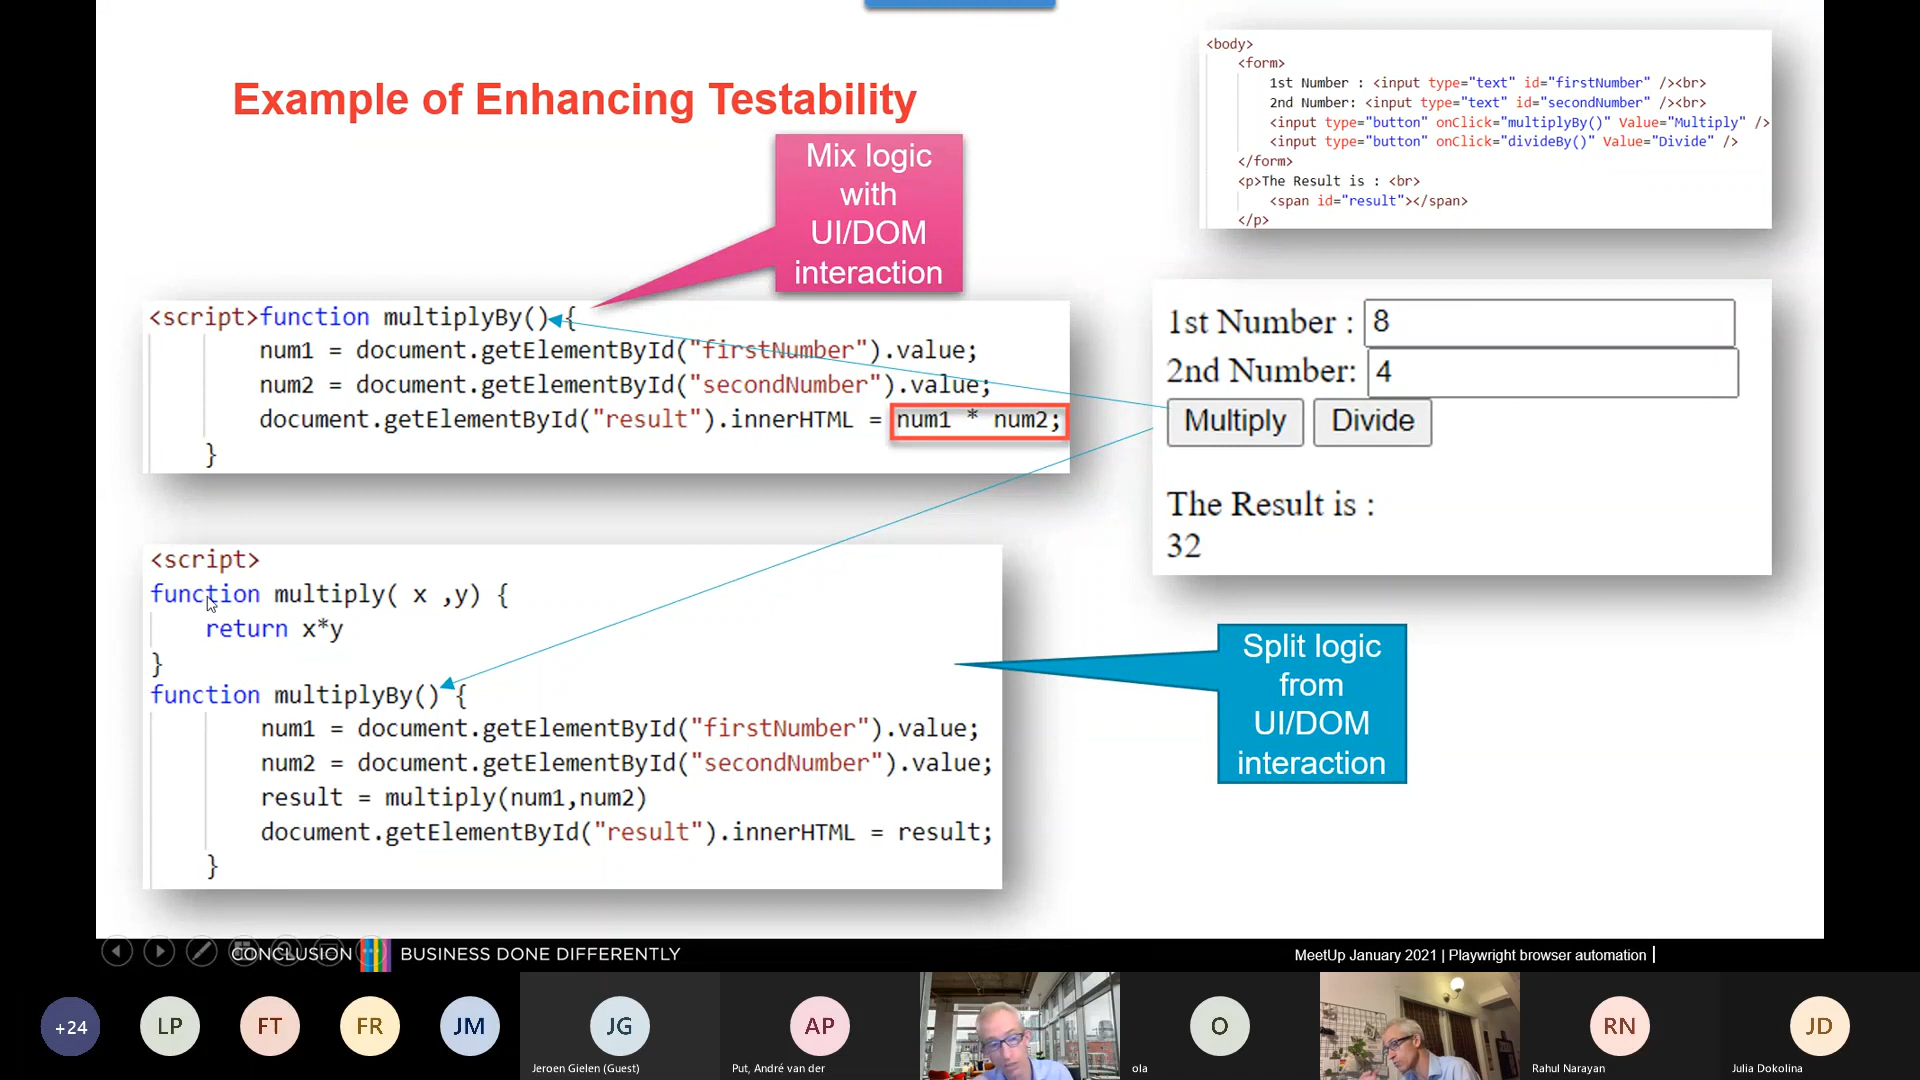 Example of Enhancing Testability
Mix logic
with
UI/DOM
interaction
<body>
<form>
1st Number : <input type="text" id="firstNumber" /><br>
2nd Number: <input type="text" id="secondNumber" /><br>
<input type="button" onClick="multiplyBy()" Value="Multiply" />
<input type="button" onClick="divideBy()" Value="Divide" />
</form>
<p>The Result is : <br>
<span id="result"></span>
</p>
<script>function multiplyBy() {
num1 = document.getElementById("firstNumber").value;
num2 = document.getElementById("secondNumber").value;
document.getElementById("result").innerHTML = num1 * num2;
}
1st Number : 8
2nd Number: 4
Multiply Divide
The Result is :
32
<script>
function multiply( x ,y) {
return x*y
}
function multiplyBy() {
num1 = document.getElementById("firstNumber").value;
num2 = document.getElementById("secondNumber").value;
result = multiply(num1,num2)
document.getElementById("result").innerHTML = result;
}
Split logic
from
UI/DOM
interaction
CONCLUSION BUSINESS DONE DIFFERENTLY
MeetUp January 2021 | Playwright browser automation |
+24 LP FT FR JM JG AP O RN JD
Jeroen Gielen (Guest) Put, André van der ola Rahul Narayan Julia Dokolina